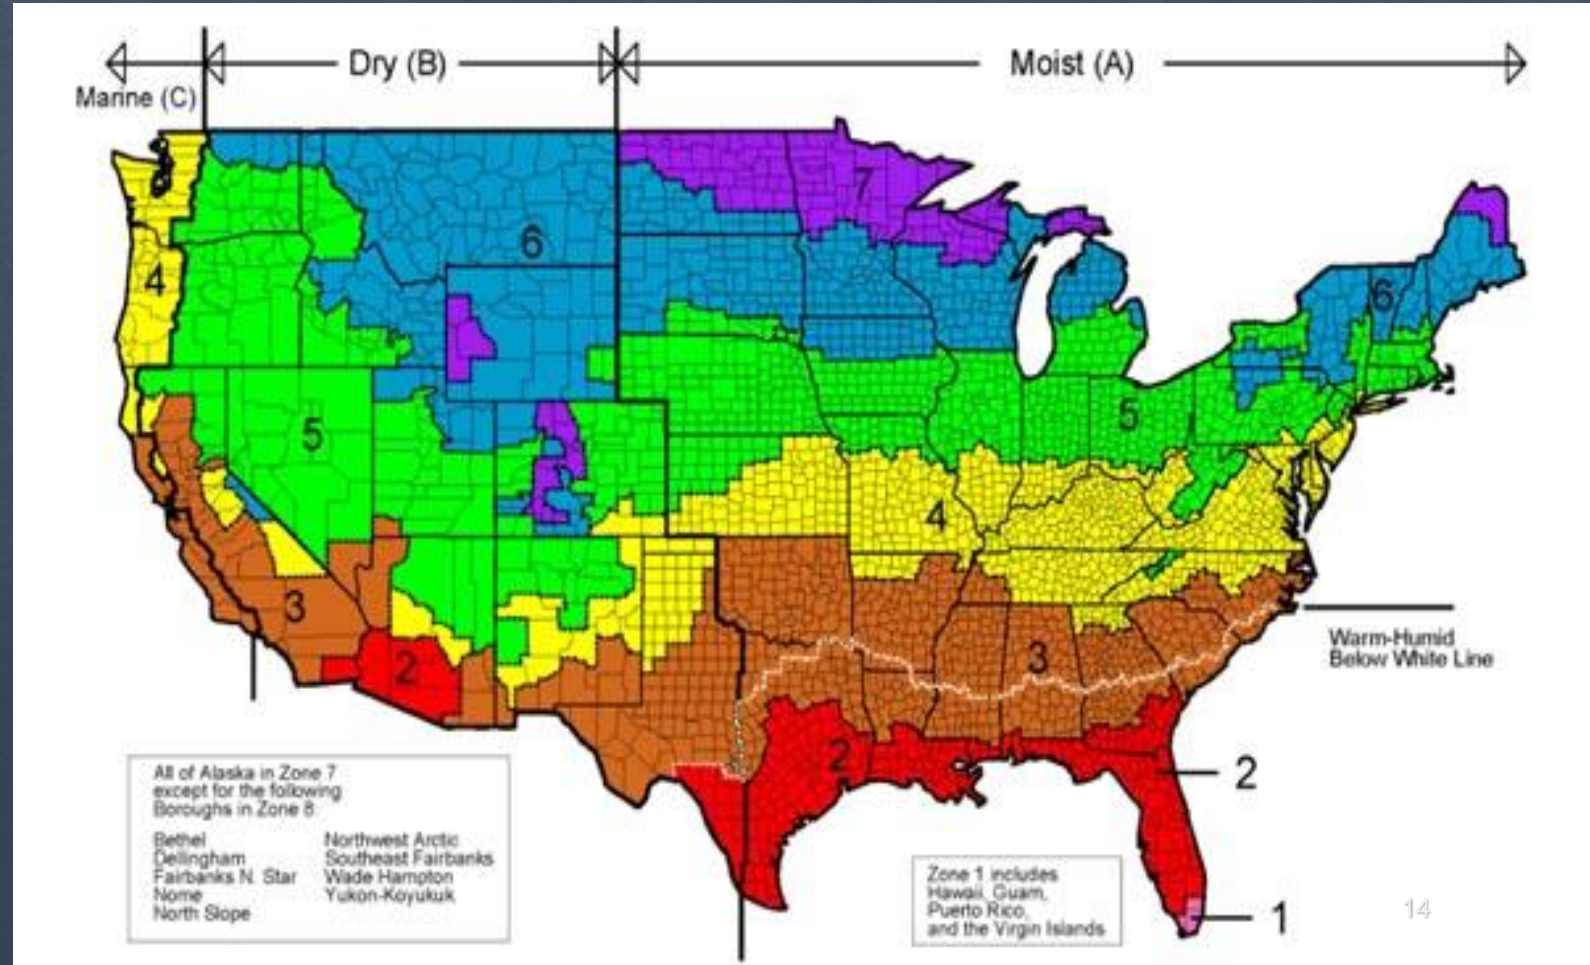 Dry (B)
Moist (A)
Marine (C)
7
6
6
4
5
5
4
3
3
Warm-Humid
Below White Line
2
2
2
1
All of Alaska in Zone 7
except for the following
Boroughs in Zone 8:
Bethel
Dellingham
Fairbanks N. Star
Nome
North Slope
Northwest Arctic
Southeast Fairbanks
Wade Hampton
Yukon-Koyukuk
Zone 1 includes
Hawaii, Guam,
Puerto Rico,
and the Virgin Islands
14